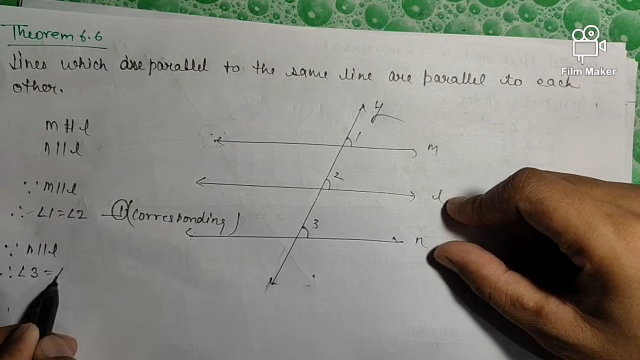 Theorem 6.6
Lines which are parallel to the same line are parallel to each
other.
m ∦ l
n || l
∵ m || l
∴ ∠1 = ∠2 — ① (corresponding)
∵ n || l
∴ ∠3 =
y
1
m
2
l
3
n
Film Maker